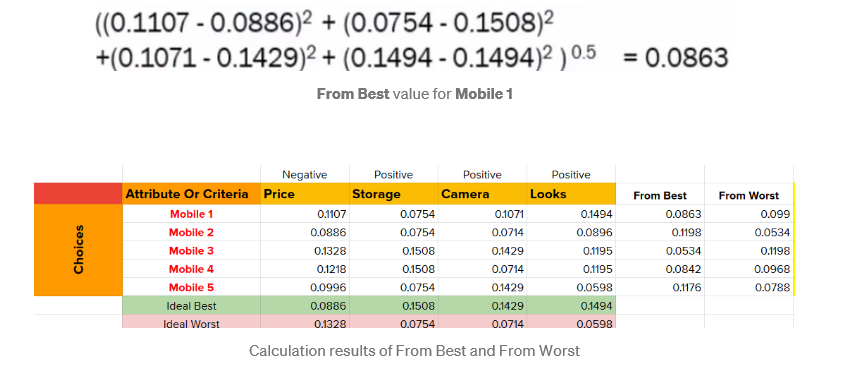 ((0.1107 - 0.0886)² + (0.0754 - 0.1508)²
+(0.1071 - 0.1429)² + (0.1494 - 0.1494)² ) 0.5 = 0.0863
From Best value for Mobile 1
Negative Positive Positive Positive
Attribute Or Criteria Price Storage Camera Looks From Best From Worst
Choices
Mobile 1 0.1107 0.0754 0.1071 0.1494 0.0863 0.099
Mobile 2 0.0886 0.0754 0.0714 0.0896 0.1198 0.0534
Mobile 3 0.1328 0.1508 0.1429 0.1195 0.0534 0.1198
Mobile 4 0.1218 0.1508 0.0714 0.1195 0.0842 0.0968
Mobile 5 0.0996 0.0754 0.1429 0.0598 0.1176 0.0788
Ideal Best 0.0886 0.1508 0.1429 0.1494
Ideal Worst 0.1328 0.0754 0.0714 0.0598
Calculation results of From Best and From Worst